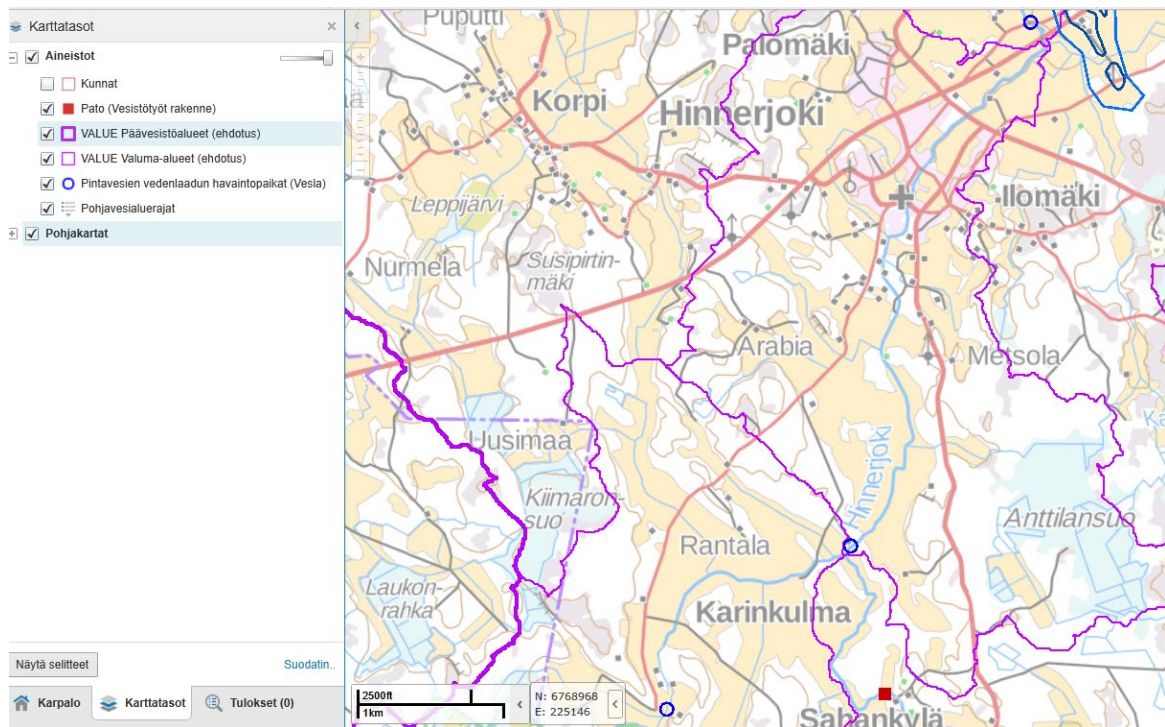 Karttatasot
Aineistot
Kunnat
Pato (Vesistötyöt rakenne)
VALUE Päävesistöalueet (ehdotus)
VALUE Valuma-alueet (ehdotus)
Pintavesien vedenlaadun havaintopaikat (Vesla)
Pohjavesialuerajat
Pohjakartat
Näytä selitteet
Suodatin..
Karpalo
Karttatasot
Tulokset (0)
Puputti
Palomäki
Korpi
Hinnerjoki
Leppijärvi
Ilomäki
Nurmela
Susipirtin-
mäki
Arabia
Metsola
Uusimaa
Kiimaron-
suo
Hinnerjoki
Anttilansuo
Rantala
Laukon-
rahka
Karinkulma
Sahankylä
2500ft
1km
N: 6768968
E: 225146